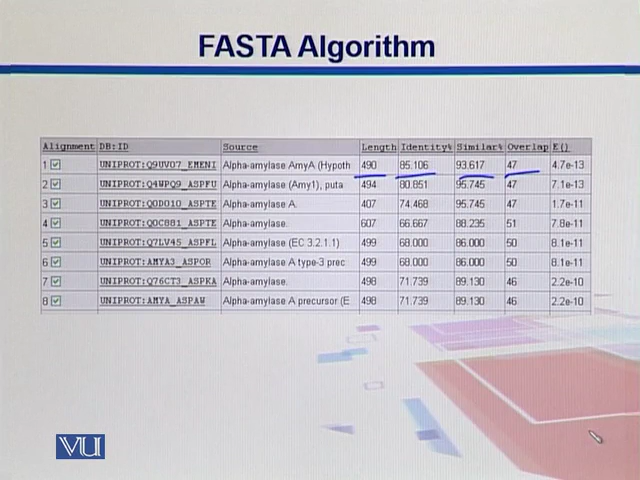 FASTA Algorithm
Alignment DB:ID Source Length Identity% Similar% Overlap E()
1 UNIPROT:Q9UV07_EMENI Alpha-amylase AmyA (Hypoth 490 85.106 93.617 47 4.7e-13
2 UNIPROT:Q4WPQ9_ASPFU Alpha-amylase (Amy1), puta 494 80.851 95.745 47 7.1e-13
3 UNIPROT:Q0D010_ASPTE Alpha-amylase A. 407 74.468 95.745 47 1.7e-11
4 UNIPROT:Q0C881_ASPTE Alpha-amylase. 607 66.667 88.235 51 7.8e-11
5 UNIPROT:Q7LV45_ASPFL Alpha-amylase (EC 3.2.1.1) 499 68.000 86.000 50 8.1e-11
6 UNIPROT:AMYA3_ASPOR Alpha-amylase A type-3 prec 499 68.000 86.000 50 8.1e-11
7 UNIPROT:Q76CT3_ASPKA Alpha-amylase. 498 71.739 89.130 46 2.2e-10
8 UNIPROT:AMYA_ASPAW Alpha-amylase A precursor (E 498 71.739 89.130 46 2.2e-10
VU